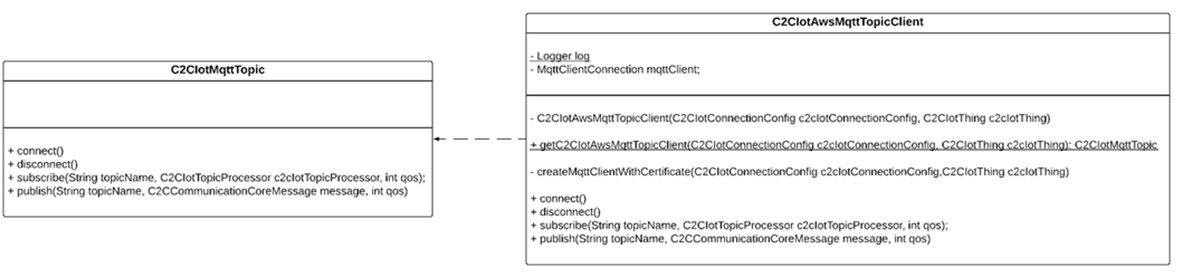 C2CIotMqttTopic
+ connect()
+ disconnect()
+ subscribe(String topicName, C2CIotTopicProcessor c2cIotTopicProcessor, int qos);
+ publish(String topicName, C2CCommunicationCoreMessage message, int qos)
C2CIotAwsMqttTopicClient
- Logger log
- MqttClientConnection mqttClient;
- C2CIotAwsMqttTopicClient(C2CIotConnectionConfig c2cIotConnectionConfig, C2CIotThing c2cIotThing)
+ getC2CIotAwsMqttTopicClient(C2CIotConnectionConfig c2cIotConnectionConfig, C2CIotThing c2cIotThing): C2CIotMqttTopic
- createMqttClientWithCertificate(C2CIotConnectionConfig c2cIotConnectionConfig,C2CIotThing c2cIotThing)
+ connect()
+ disconnect()
+ subscribe(String topicName, C2CIotTopicProcessor c2cIotTopicProcessor, int qos);
+ publish(String topicName, C2CCommunicationCoreMessage message, int qos)